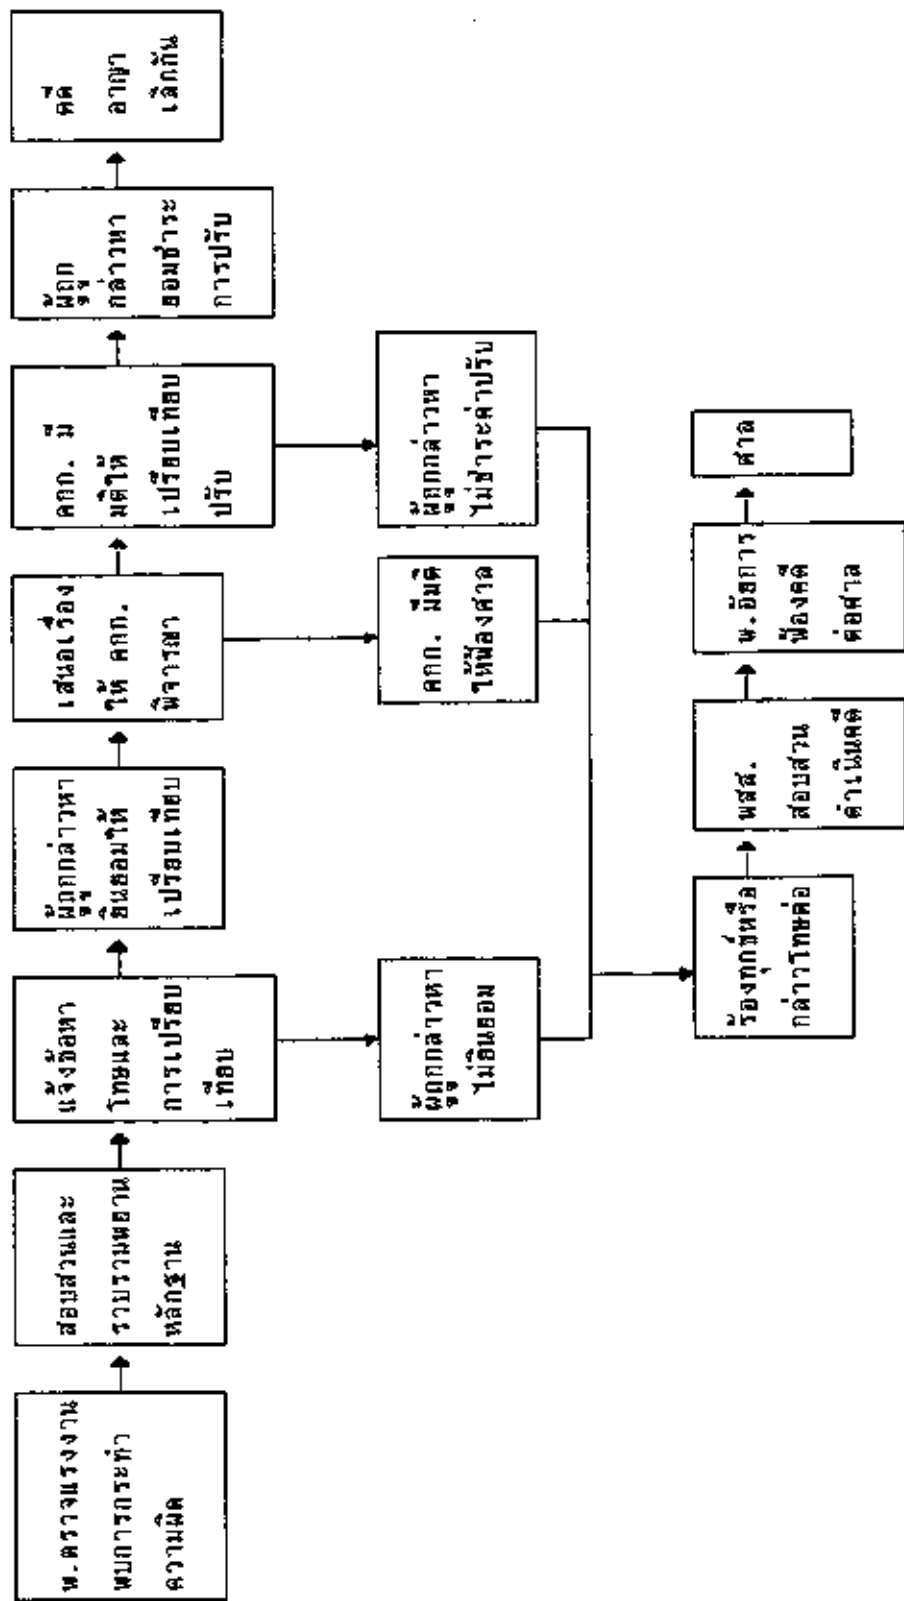 พ.ตรวจแรงงาน
พบการกระทำ
ความผิด
สอบสวนและ
รวบรวมพยาน
หลักฐาน
แจ้งข้อหา
โทษและ
การเปรียบ
เทียบ
ผู้ถูกกล่าวหา
ยินยอมให้
เปรียบเทียบ
เสนอเรื่อง
ให้ คกก.
พิจารณา
คกก. มี
มติให้
เปรียบเทียบ
ปรับ
ผู้ถูก
กล่าวหา
ยอมชำระ
การปรับ
คดี
อาญา
เลิกกัน
ผู้ถูกกล่าวหา
ไม่ยินยอม
คกก. มีมติ
ให้ฟ้องศาล
ผู้ถูกกล่าวหา
ไม่ชำระค่าปรับ
ร้องทุกข์หรือ
กล่าวโทษต่อ
พสส.
สอบสวน
ดำเนินคดี
พ.อัยการ
ฟ้องคดี
ต่อศาล
ศาล